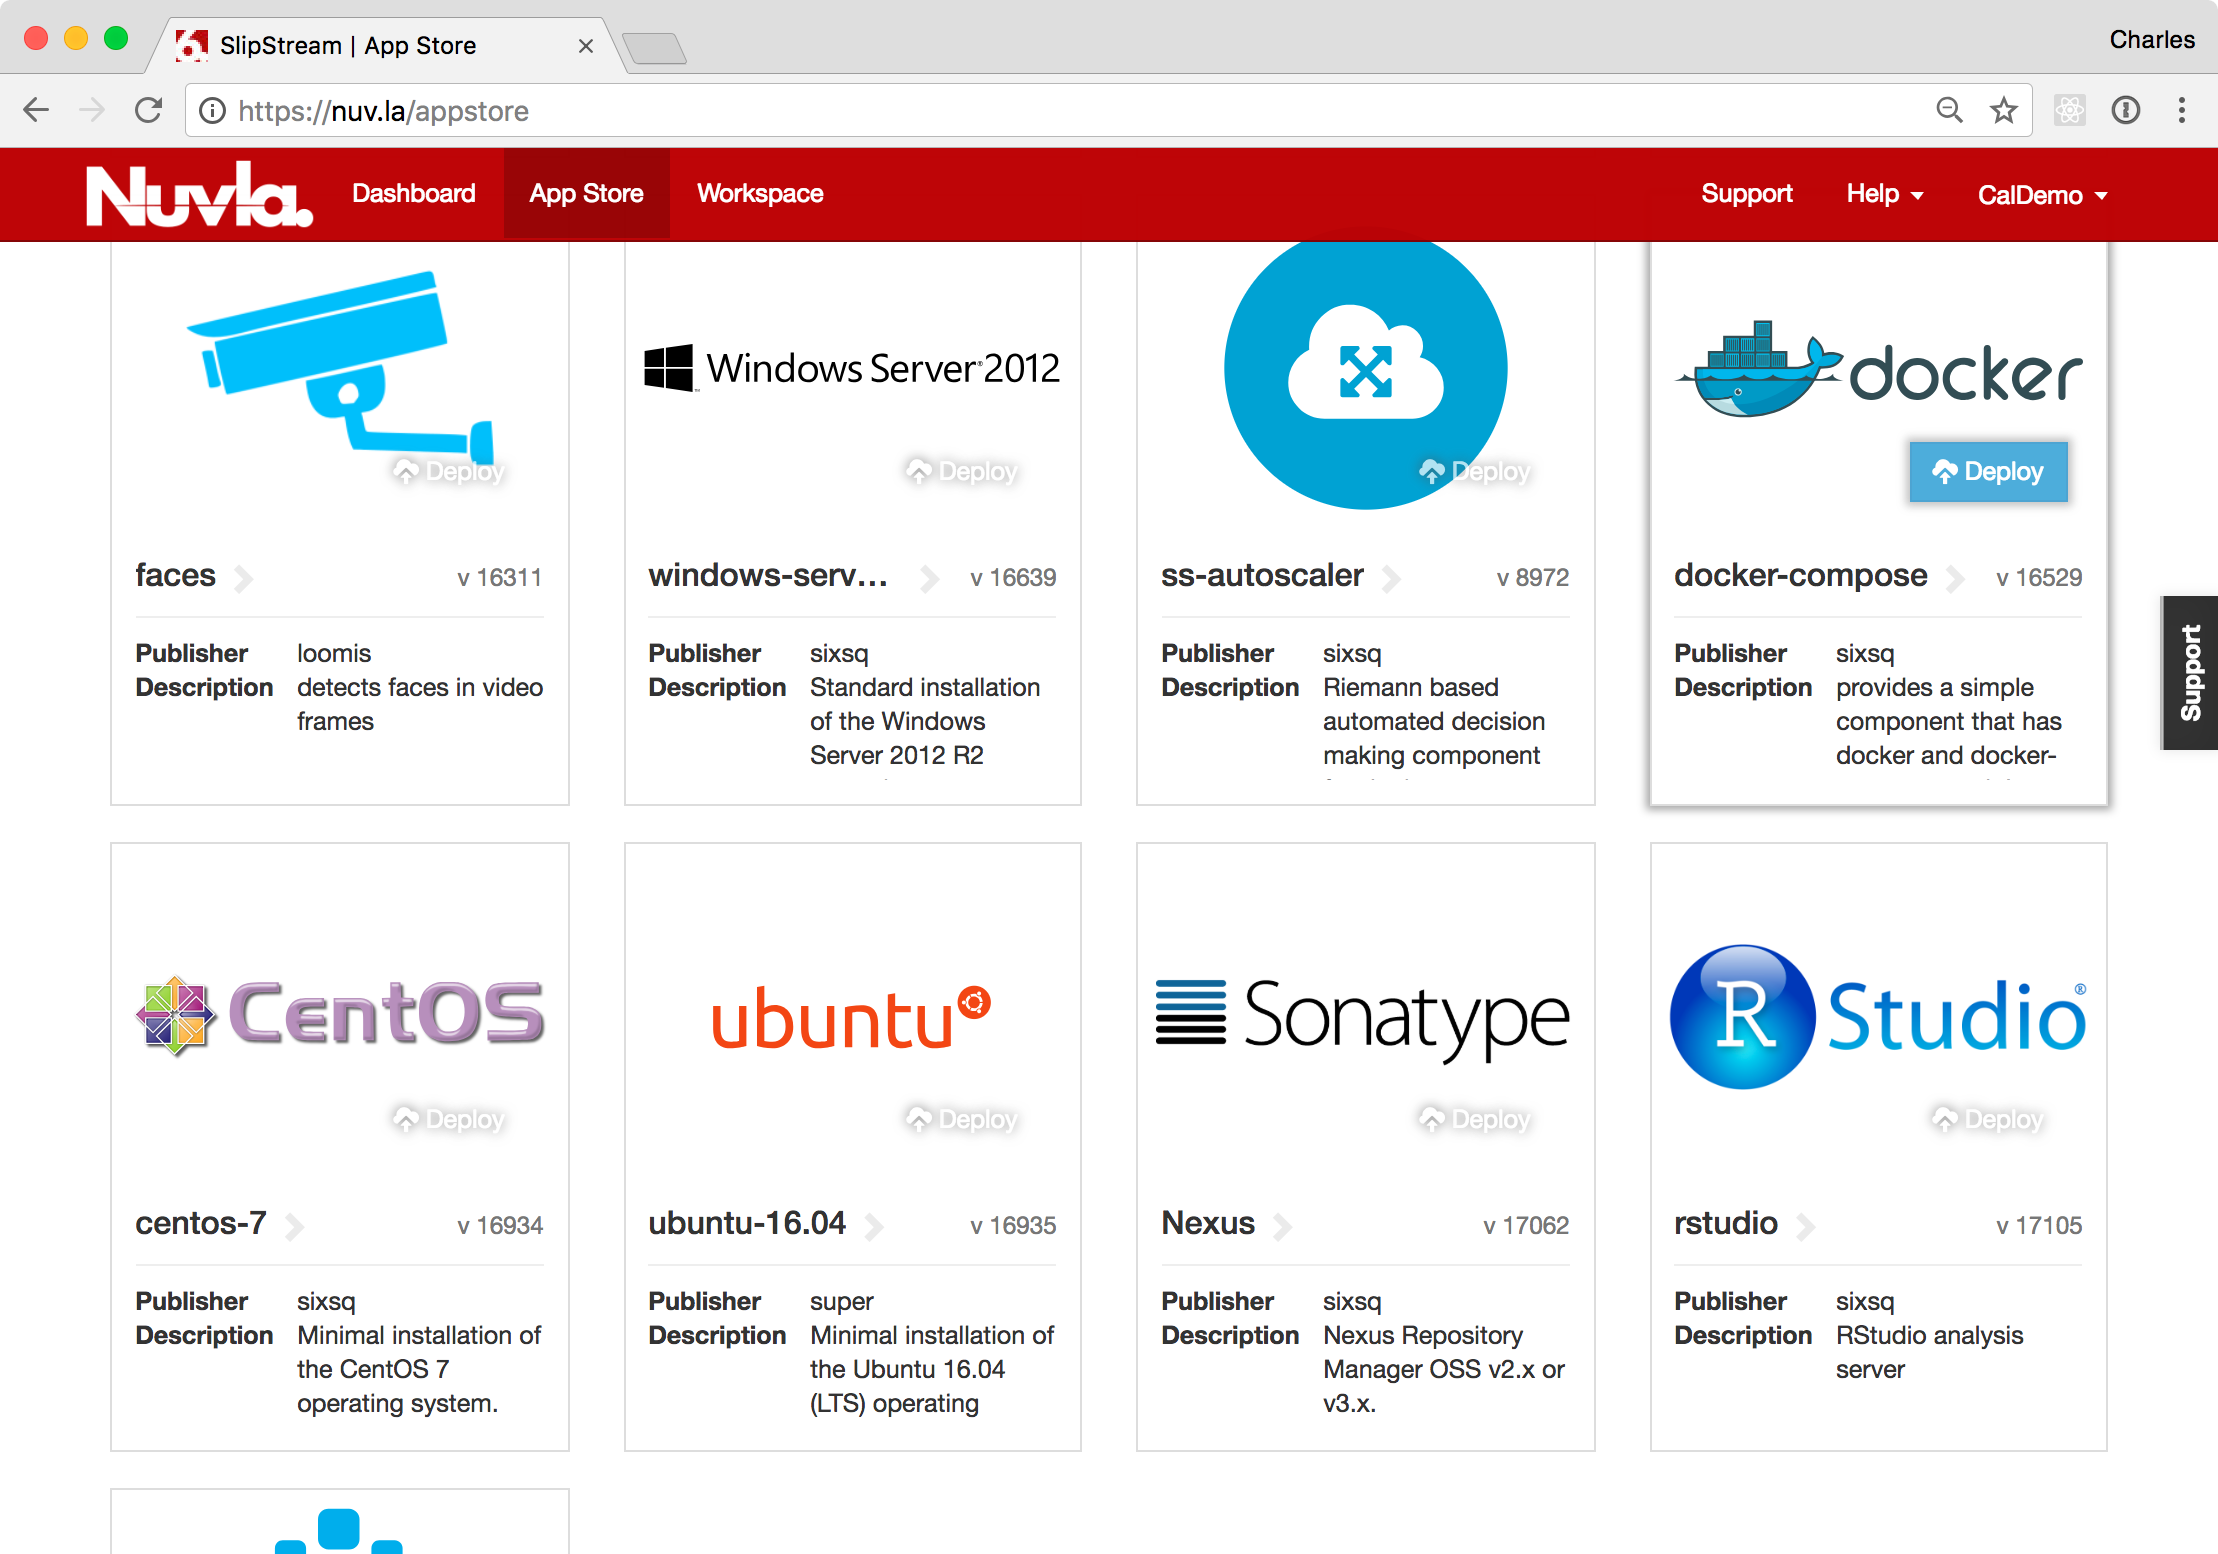 SlipStream | App Store
Charles
https://nuv.la/appstore
Nuvla.
Dashboard
App Store
Workspace
Support
Help
CalDemo
Windows Server 2012
docker
Deploy
Deploy
Deploy
Deploy
faces
v 16311
windows-serv...
v 16639
ss-autoscaler
v 8972
docker-compose
v 16529
Publisher
loomis
Description
detects faces in video
frames
Publisher
sixsq
Description
Standard installation
of the Windows
Server 2012 R2
Publisher
sixsq
Description
Riemann based
automated decision
making component
Publisher
sixsq
Description
provides a simple
component that has
docker and docker-
Support
CentOS
ubuntu
Sonatype
R Studio®
Deploy
Deploy
Deploy
Deploy
centos-7
v 16934
ubuntu-16.04
v 16935
Nexus
v 17062
rstudio
v 17105
Publisher
sixsq
Description
Minimal installation of
the CentOS 7
operating system.
Publisher
super
Description
Minimal installation of
the Ubuntu 16.04
(LTS) operating
Publisher
sixsq
Description
Nexus Repository
Manager OSS v2.x or
v3.x.
Publisher
sixsq
Description
RStudio analysis
server